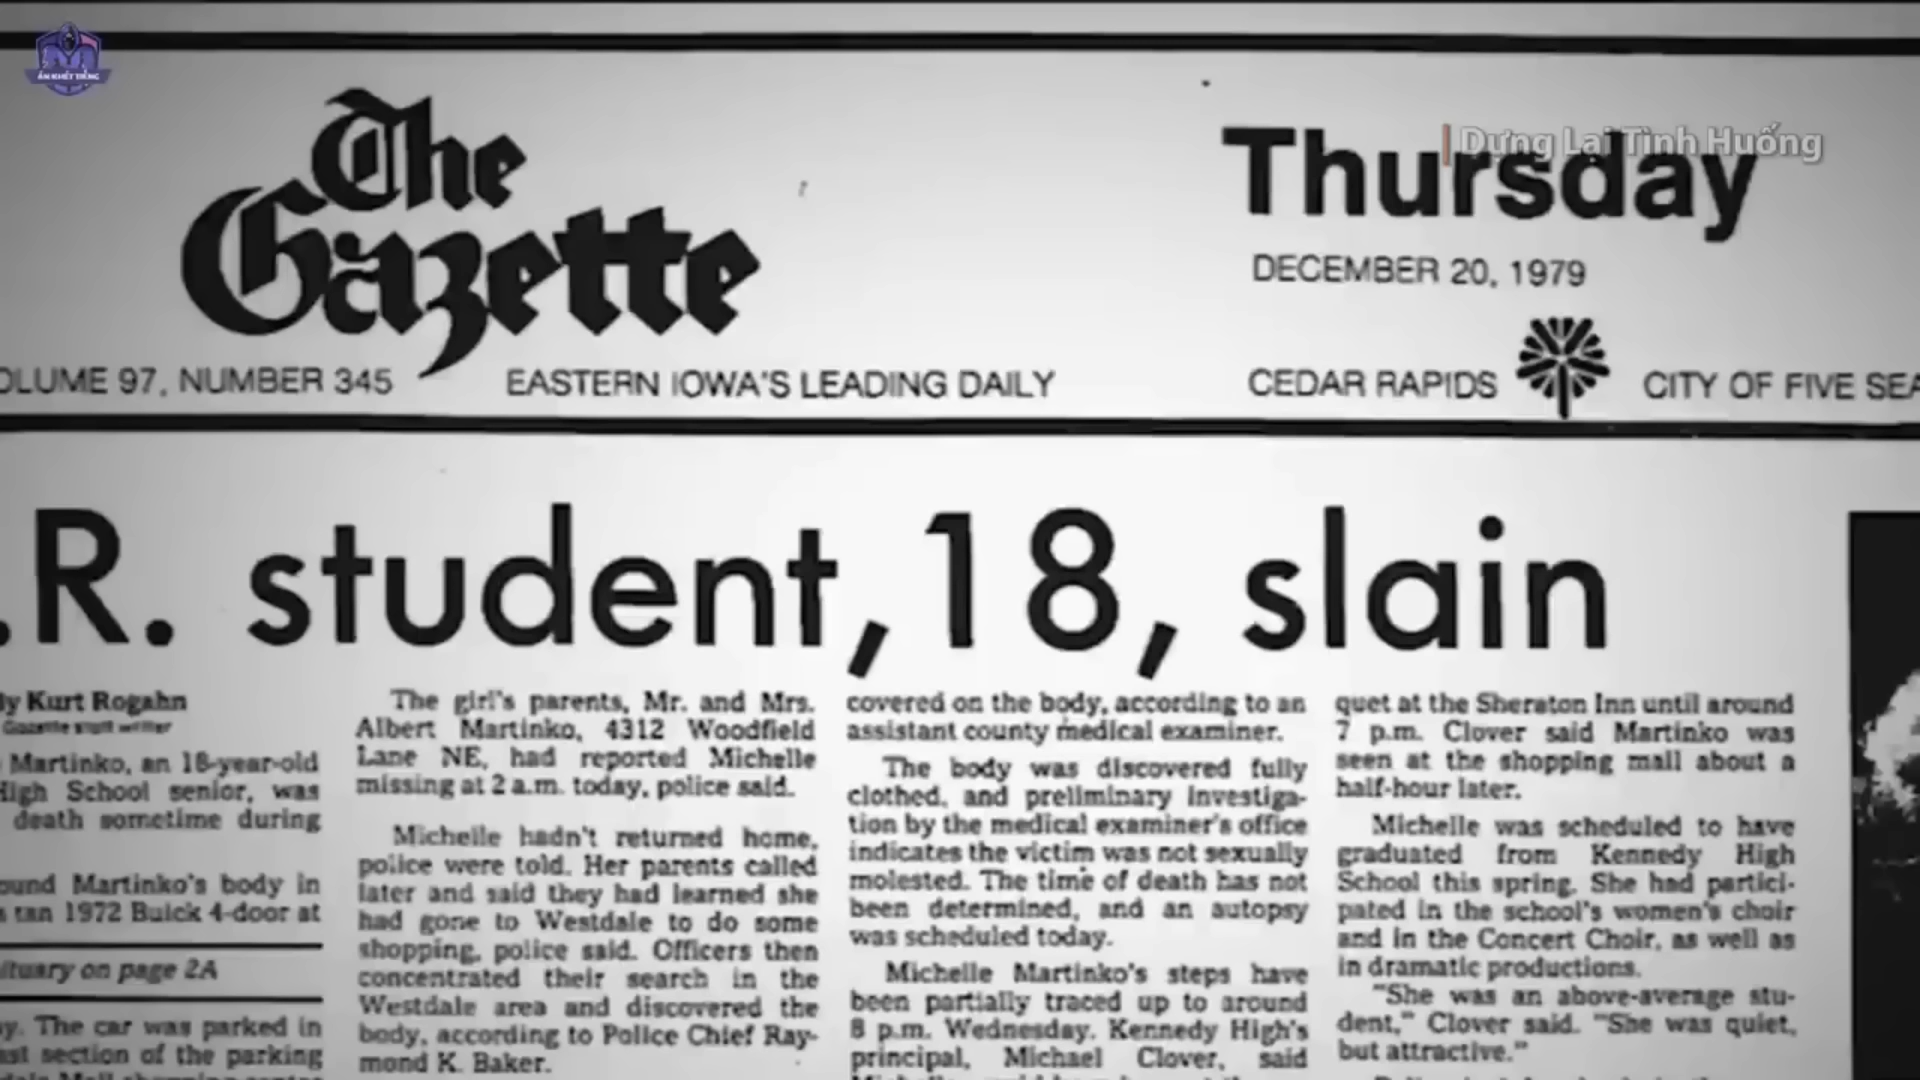 ẨN KHUẤT TRẮNG
Dựng Lại Tình Huống
The
Gazette
Thursday
DECEMBER 20, 1979
OLUME 97, NUMBER 345
EASTERN IOWA'S LEADING DAILY
CEDAR RAPIDS
CITY OF FIVE SEA
.R. student, 18, slain
By Kurt Rogahn
Gazette staff writer
Martinko, an 18-year-old
High School senior, was
death sometime during
ound Martinko's body in
tan 1972 Buick 4-door at
ituary on page 2A
y. The car was parked in
ast section of the parking
The girl's parents, Mr. and Mrs.
Albert Martinko, 4312 Woodfield
Lane NE, had reported Michelle
missing at 2 a.m. today, police said.
Michelle hadn't returned home,
police were told. Her parents called
later and said they had learned she
had gone to Westdale to do some
shopping, police said. Officers then
concentrated their search in the
Westdale area and discovered the
body, according to Police Chief Ray-
mond K. Baker.
covered on the body, according to an
assistant county medical examiner.
The body was discovered fully
clothed, and preliminary investiga-
tion by the medical examiner's office
indicates the victim was not sexually
molested. The time of death has not
been determined, and an autopsy
was scheduled today.
Michelle Martinko's steps have
been partially traced up to around
8 p.m. Wednesday. Kennedy High's
principal, Michael Clover, said
quet at the Sheraton Inn until around
7 p.m. Clover said Martinko was
seen at the shopping mall about a
half-hour later.
Michelle was scheduled to have
graduated from Kennedy High
School this spring. She had partici-
pated in the school's women's choir
and in the Concert Choir, as well as
in dramatic productions.
"She was an above-average stu-
dent," Clover said. "She was quiet,
but attractive."